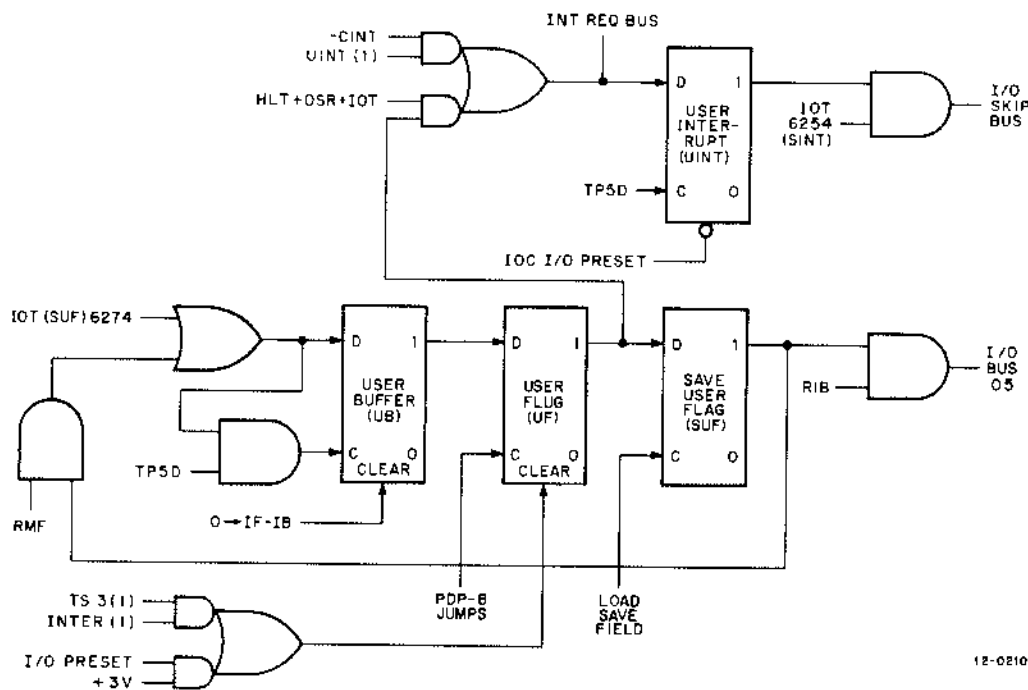 INT REQ BUS
-CINT
UINT (1)
HLT+OSR+IOT
D 1
USER
INTER-
RUPT
(UINT)
C 0
TP5D
IOT
6254
(SINT)
I/O
SKIP
BUS
IOC I/O PRESET
IOT (SUF) 6274
D 1
USER
BUFFER
(UB)
C 0
CLEAR
TP5D
D 1
USER
FLUG
(UF)
C 0
CLEAR
D 1
SAVE
USER
FLAG
(SUF)
C 0
RIB
I/O
BUS
05
RMF
0→IF-IB
PDP-8
JUMPS
LOAD
SAVE
FIELD
TS 3 (1)
INTER (1)
I/O PRESET
+3V
12-0210